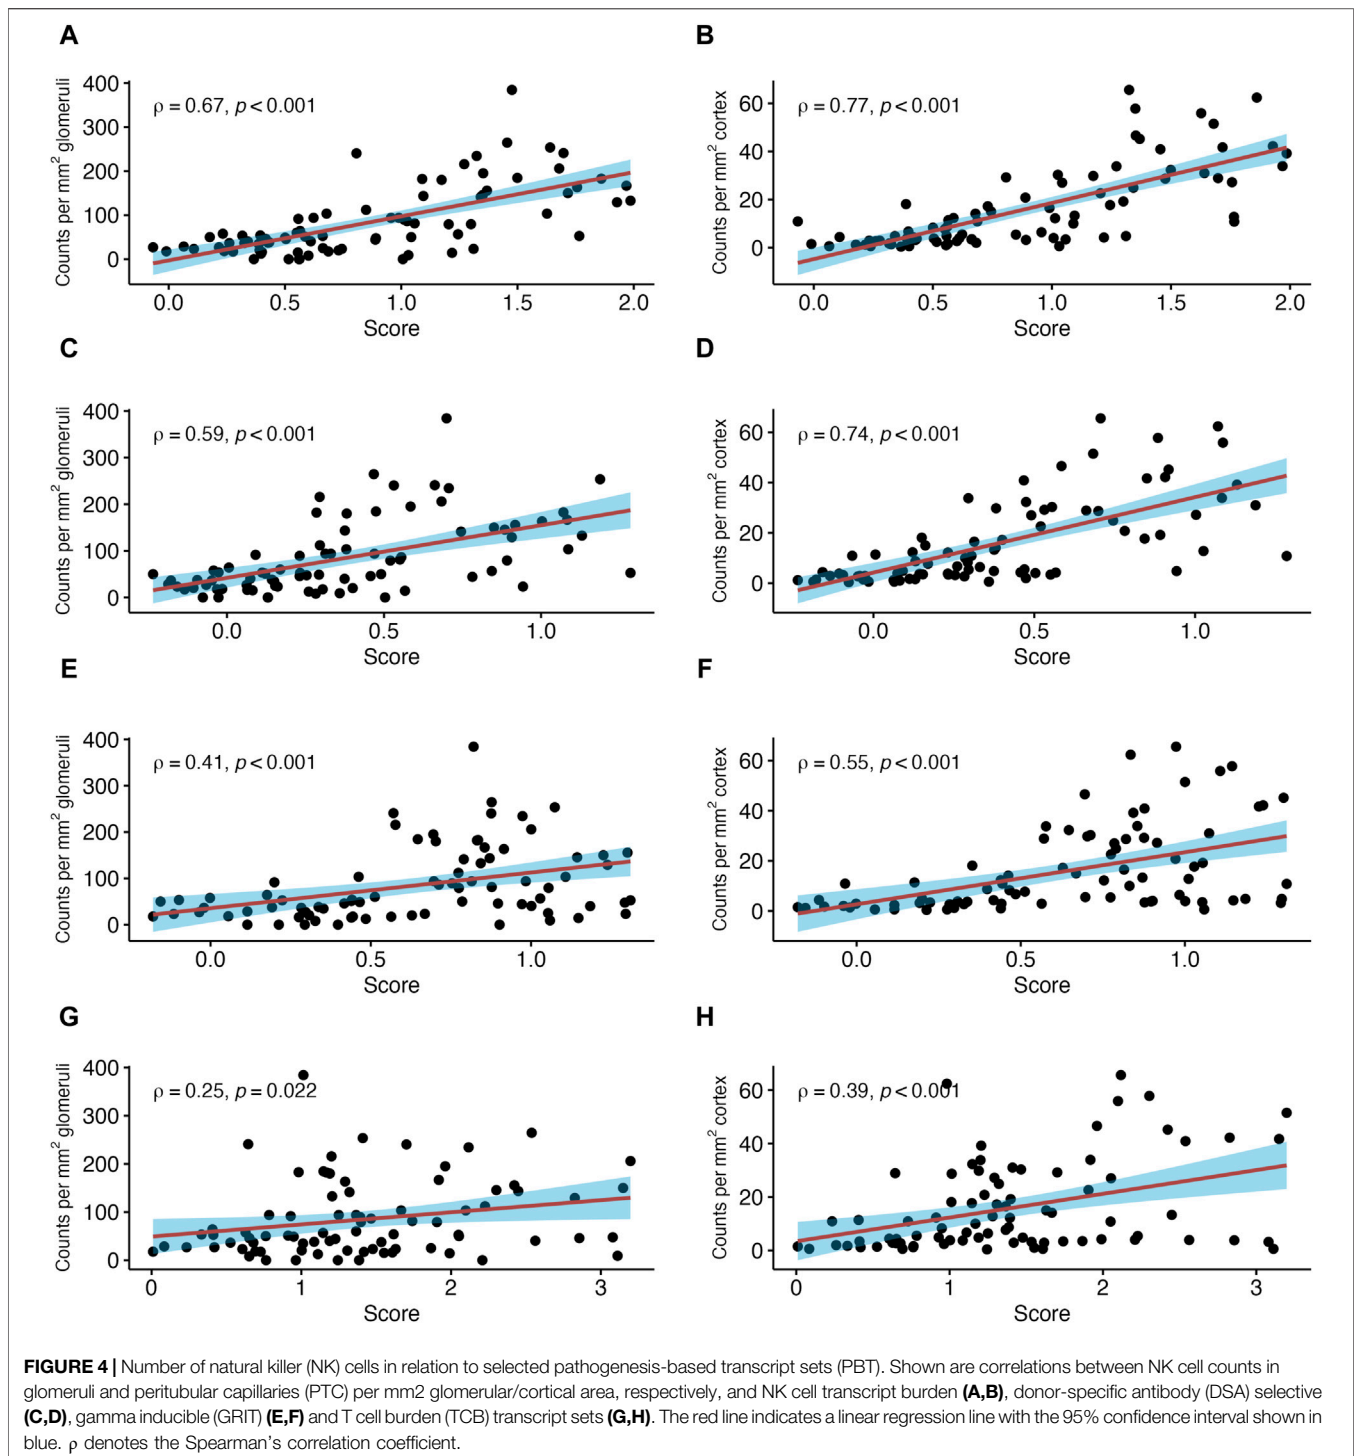 A
Counts per mm² glomeruli
400
300
200
100
0
ρ = 0.67, p < 0.001
0.0 0.5 1.0 1.5 2.0
Score
B
Counts per mm² cortex
60
40
20
0
ρ = 0.77, p < 0.001
0.0 0.5 1.0 1.5 2.0
Score
C
Counts per mm² glomeruli
400
300
200
100
0
ρ = 0.59, p < 0.001
0.0 0.5 1.0
Score
D
Counts per mm² cortex
60
40
20
0
ρ = 0.74, p < 0.001
0.0 0.5 1.0
Score
E
Counts per mm² glomeruli
400
300
200
100
0
ρ = 0.41, p < 0.001
0.0 0.5 1.0
Score
F
Counts per mm² cortex
60
40
20
0
ρ = 0.55, p < 0.001
0.0 0.5 1.0
Score
G
Counts per mm² glomeruli
400
300
200
100
0
ρ = 0.25, p = 0.022
0 1 2 3
Score
H
Counts per mm² cortex
60
40
20
0
ρ = 0.39, p < 0.001
0 1 2 3
Score
FIGURE 4 | Number of natural killer (NK) cells in relation to selected pathogenesis-based transcript sets (PBT). Shown are correlations between NK cell counts in
glomeruli and peritubular capillaries (PTC) per mm2 glomerular/cortical area, respectively, and NK cell transcript burden (A,B), donor-specific antibody (DSA) selective
(C,D), gamma inducible (GRIT) (E,F) and T cell burden (TCB) transcript sets (G,H). The red line indicates a linear regression line with the 95% confidence interval shown in
blue. ρ denotes the Spearman's correlation coefficient.